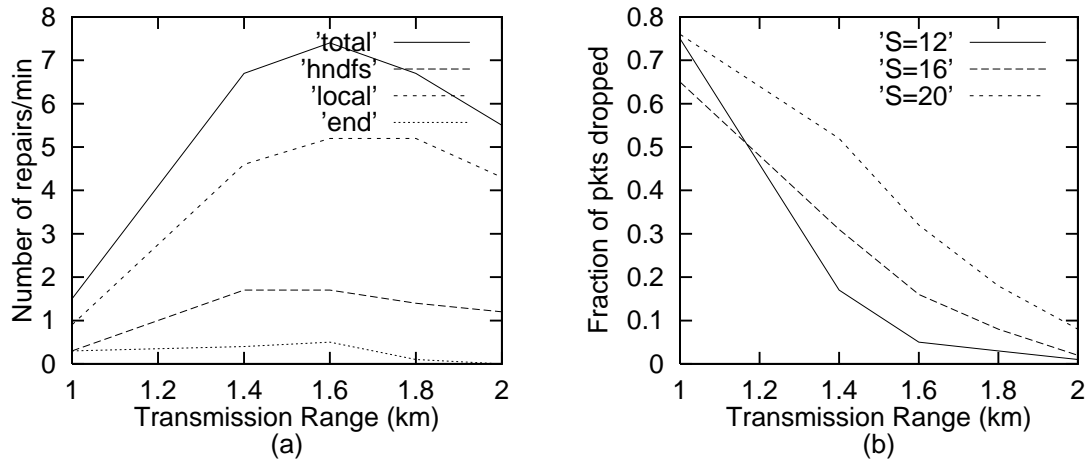 8
7
6
5
4
3
2
1
0
Number of repairs/min
'total'
'hndfs'
'local'
'end'
1 1.2 1.4 1.6 1.8 2
Transmission Range (km)
(a)
0.8
0.7
0.6
0.5
0.4
0.3
0.2
0.1
0
Fraction of pkts dropped
'S=12'
'S=16'
'S=20'
1 1.2 1.4 1.6 1.8 2
Transmission Range (km)
(b)